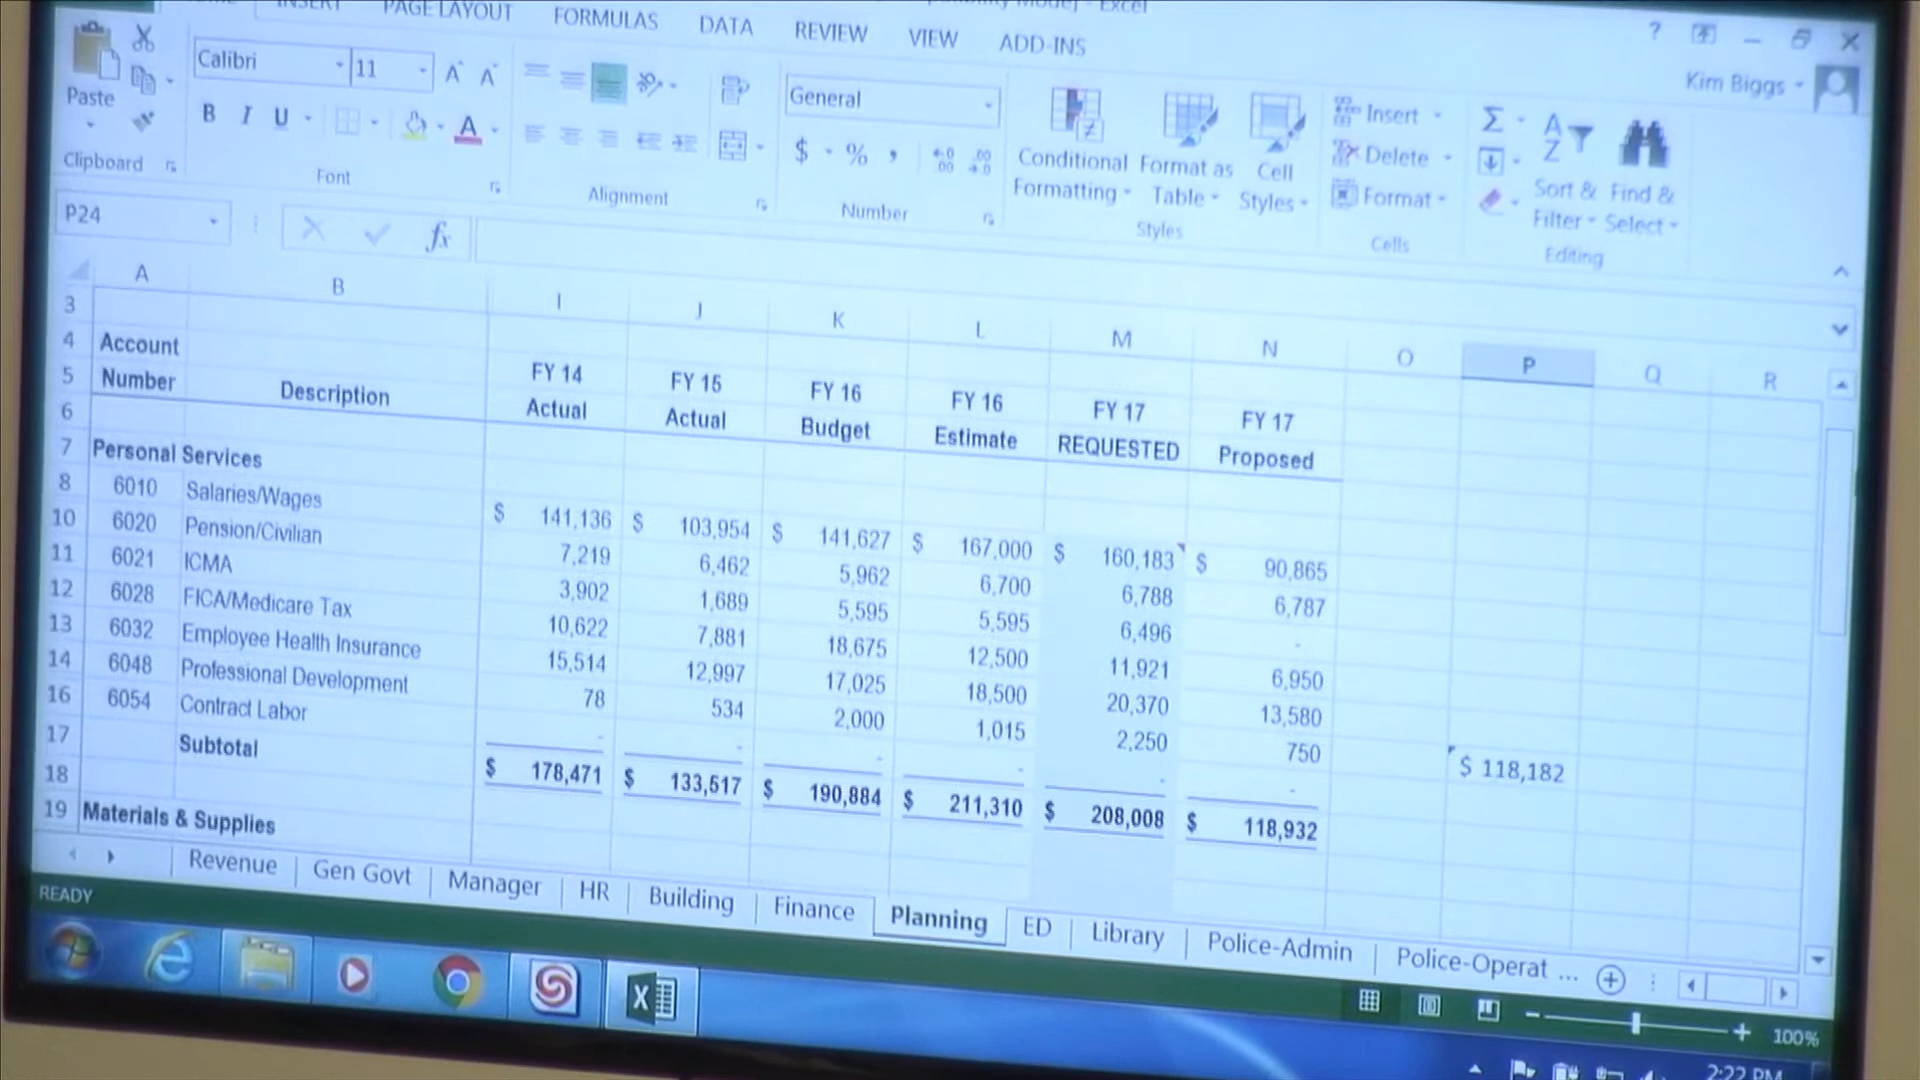 INSERT PAGE LAYOUT FORMULAS DATA REVIEW VIEW ADD-INS
Excel
? 
Kim Biggs
Paste
Clipboard
Calibri 11
B I U A
Font
Alignment
General
$ % ,
Number
Conditional Formatting
Format as Table
Cell Styles
Styles
Insert
Delete
Format
Cells
Sort & Filter
Find & Select
Editing
P24
fx
A B I J K L M N O P Q R
3
4 Account
5 Number Description FY 14 FY 15 FY 16 FY 16 FY 17 FY 17
6 Actual Actual Budget Estimate REQUESTED Proposed
7 Personal Services
8 6010 Salaries/Wages $ 141,136 $ 103,954 $ 141,627 $ 167,000 $ 160,183 $ 90,865
10 6020 Pension/Civilian 7,219 6,462 5,962 6,700 6,788 6,787
11 6021 ICMA 3,902 1,689 5,595 5,595 6,496 -
12 6028 FICA/Medicare Tax 10,622 7,881 18,675 12,500 11,921 6,950
13 6032 Employee Health Insurance 15,514 12,997 17,025 18,500 20,370 13,580
14 6048 Professional Development 78 534 2,000 1,015 2,250 750
16 6054 Contract Labor - - - - - -
17 Subtotal $ 178,471 $ 133,517 $ 190,884 $ 211,310 $ 208,008 $ 118,932
$ 118,182
18
19 Materials & Supplies
Revenue Gen Govt Manager HR Building Finance Planning ED Library Police-Admin Police-Operat ...
READY
100%
2:22 PM